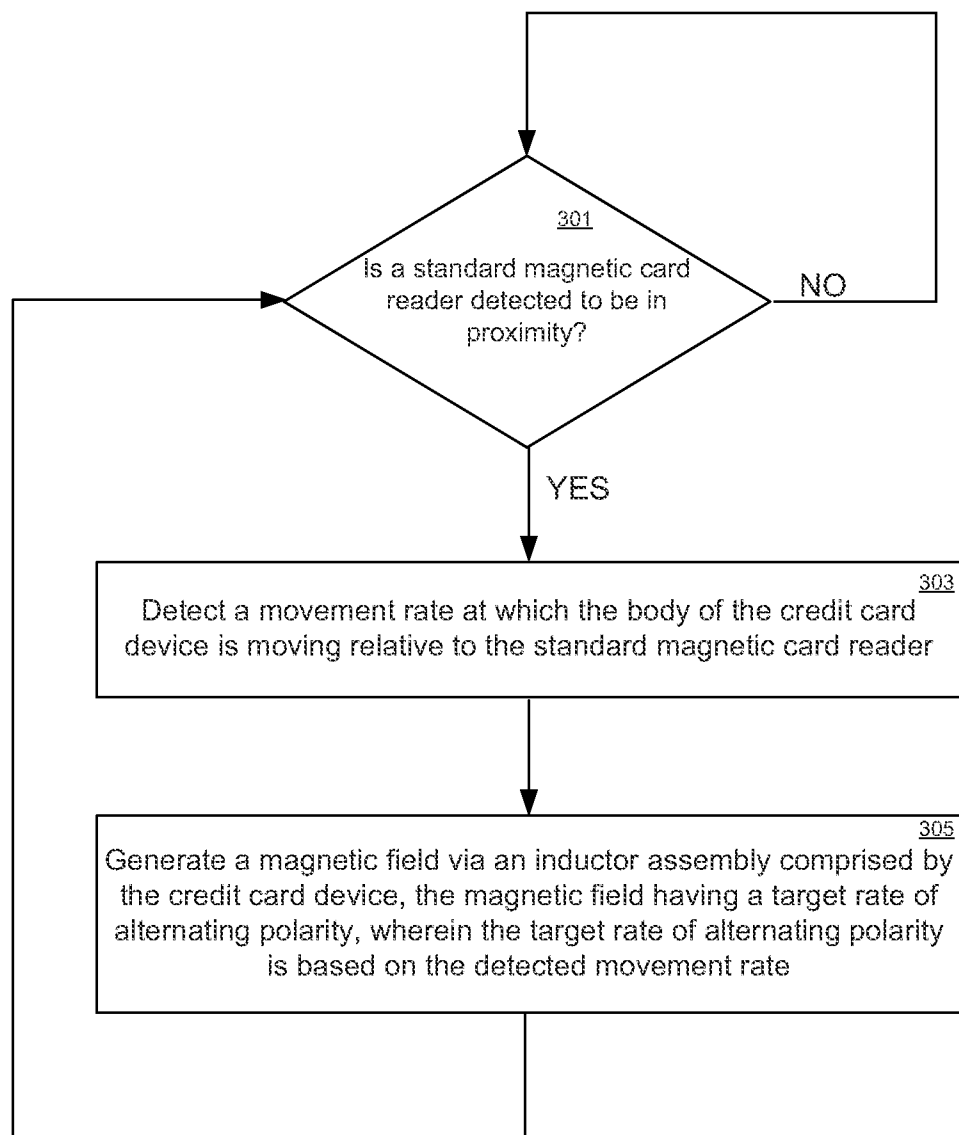 301
Is a standard magnetic card
reader detected to be in
proximity?
NO
YES
303
Detect a movement rate at which the body of the credit card
device is moving relative to the standard magnetic card reader
305
Generate a magnetic field via an inductor assembly comprised by
the credit card device, the magnetic field having a target rate of
alternating polarity, wherein the target rate of alternating polarity
is based on the detected movement rate